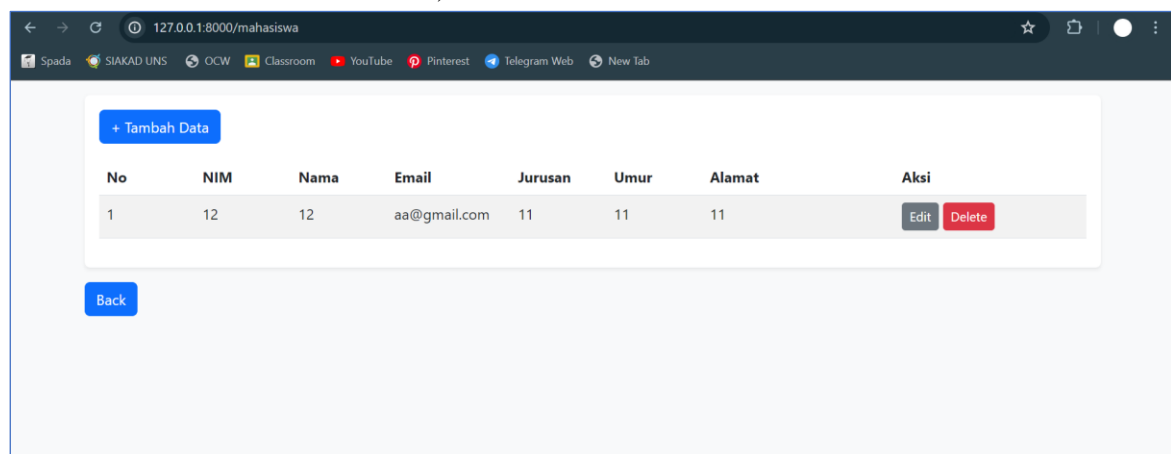 127.0.0.1:8000/mahasiswa
Spada SIAKAD UNS OCW Classroom YouTube Pinterest Telegram Web New Tab
+ Tambah Data
No NIM Nama Email Jurusan Umur Alamat Aksi
1 12 12 aa@gmail.com 11 11 11 Edit Delete
Back